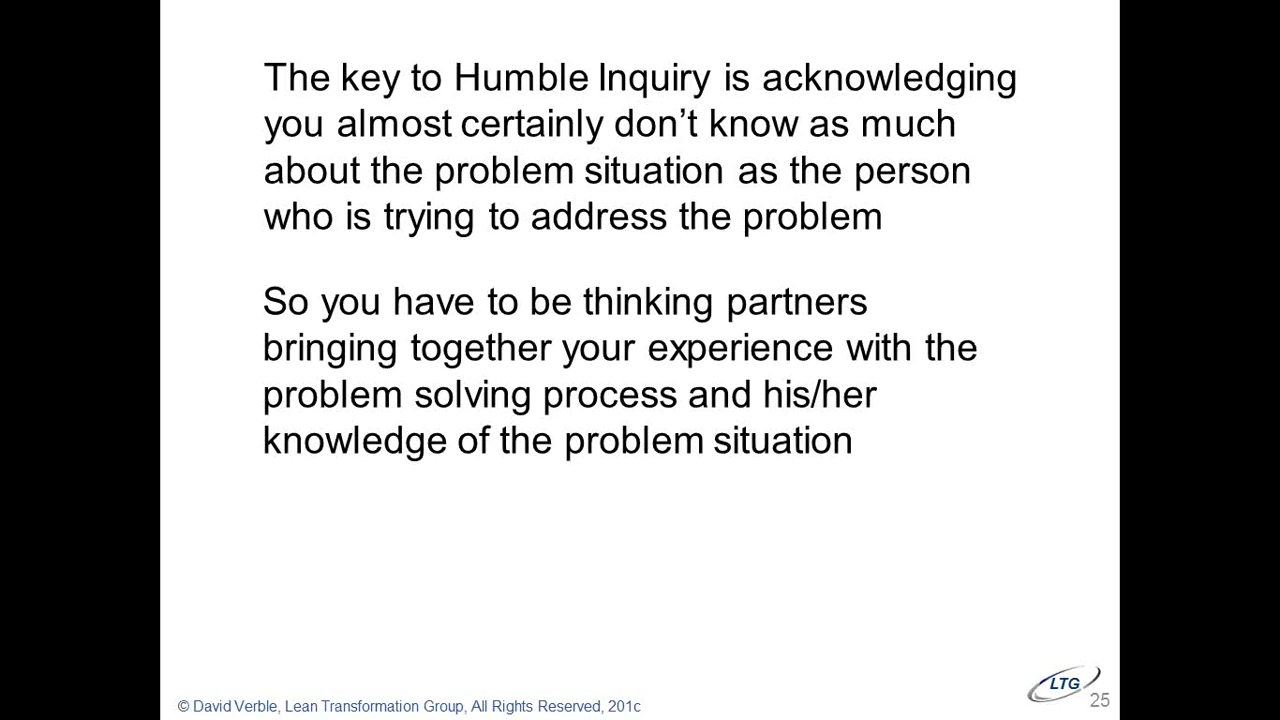 The key to Humble Inquiry is acknowledging
you almost certainly don’t know as much
about the problem situation as the person
who is trying to address the problem
So you have to be thinking partners
bringing together your experience with the
problem solving process and his/her
knowledge of the problem situation
LTG
© David Verble, Lean Transformation Group, All Rights Reserved, 201c
25